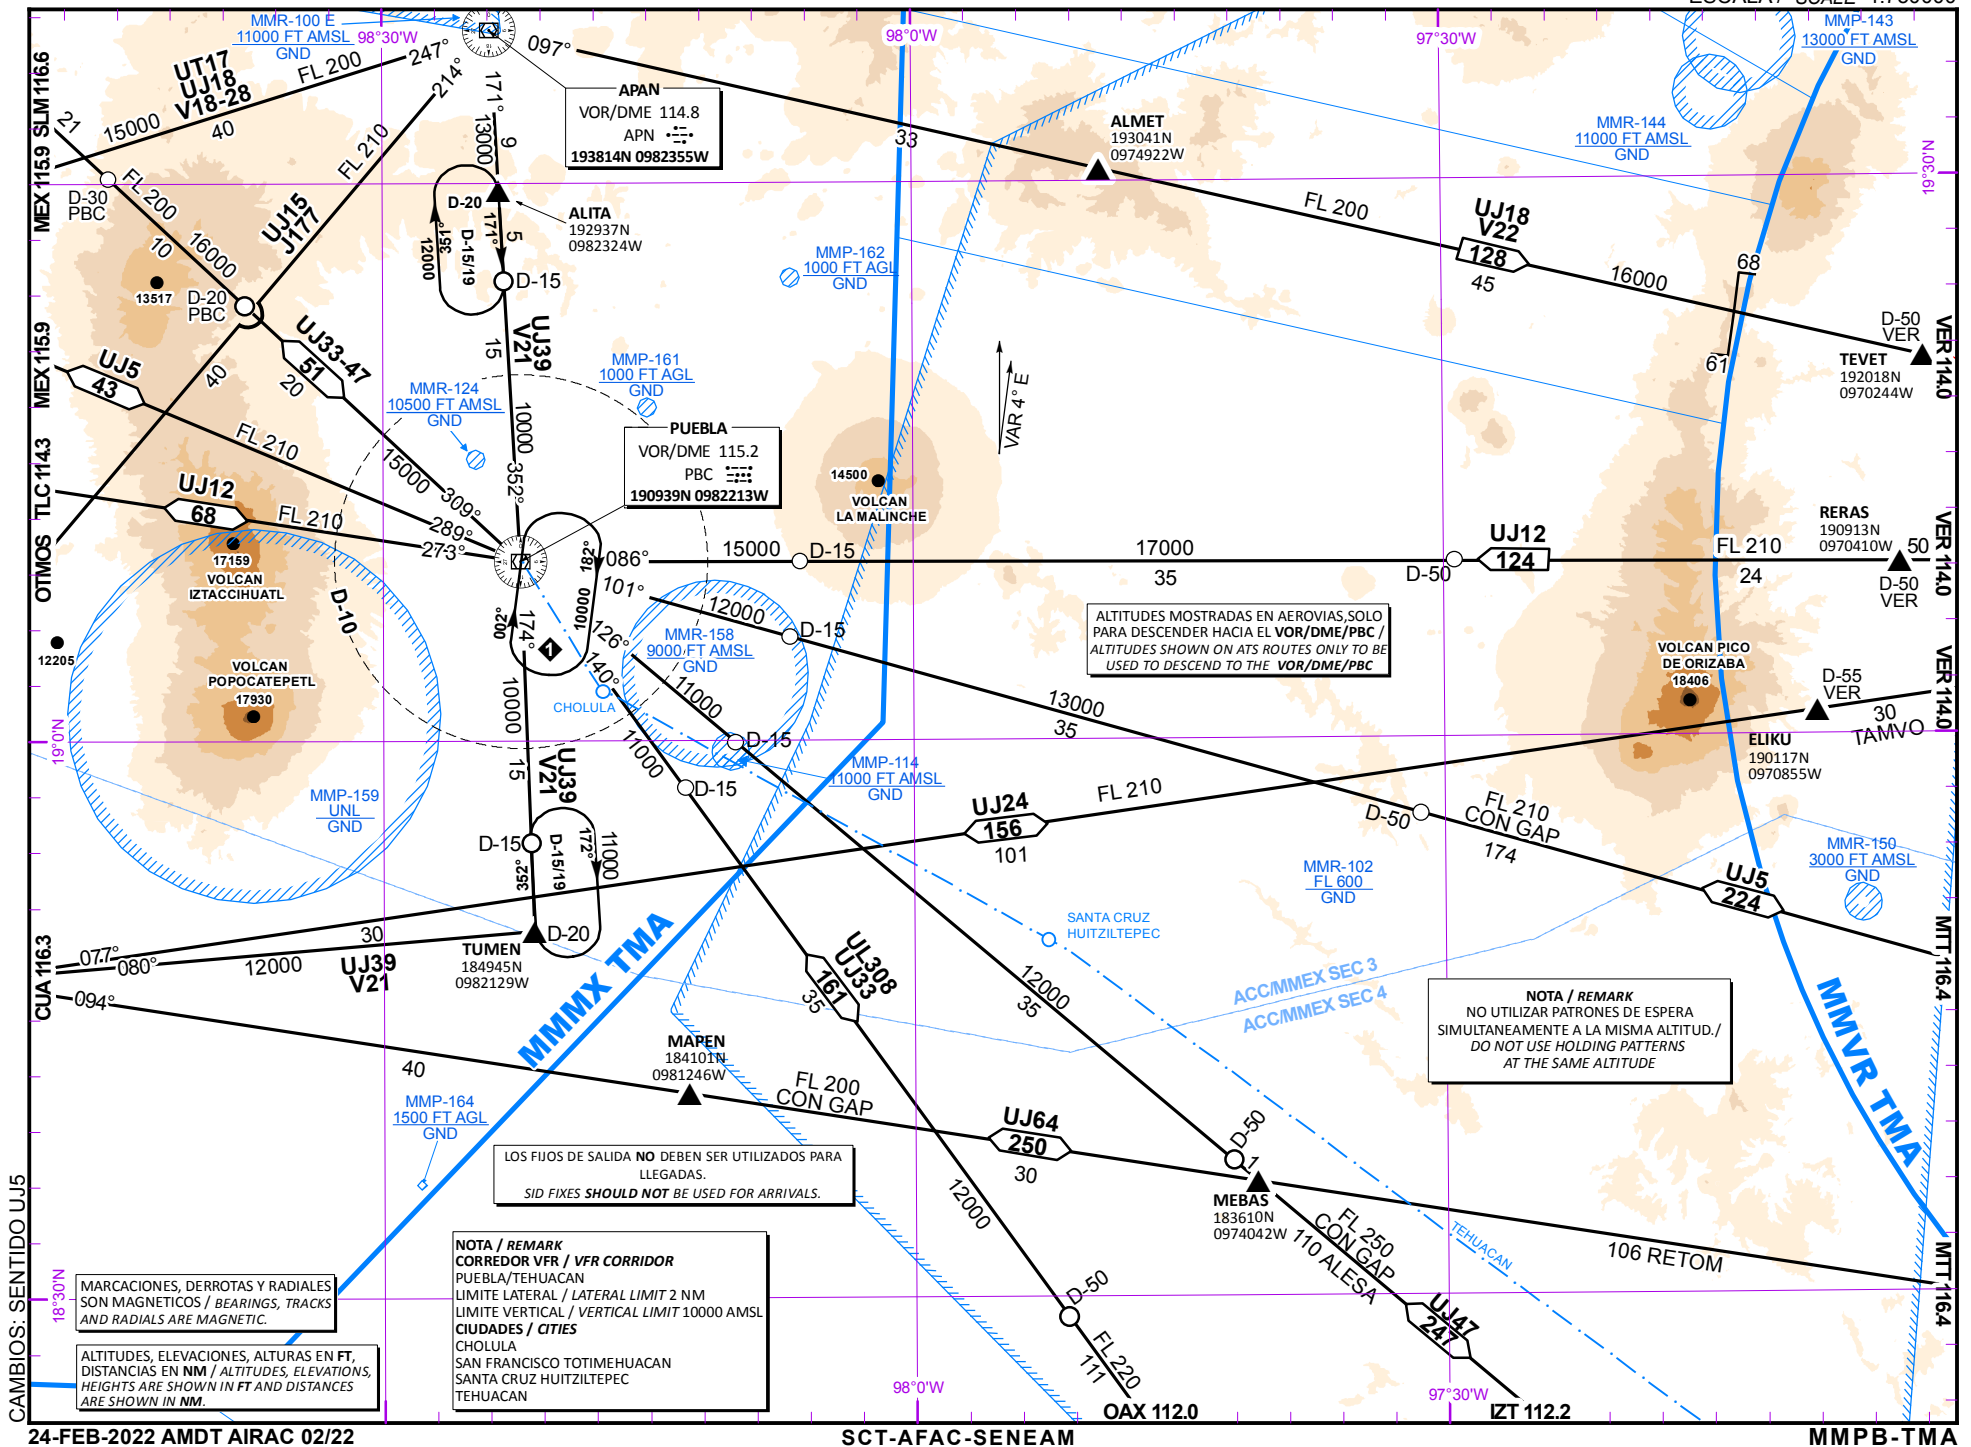 MMR-100 E
11000 FT AMSL
GND
98°30'W
98°0'W
97°30'W
MMP-143
13000 FT AMSL
GND
MEX 115.9 SLM 116.6
UT17
UJ18
V18-28
FL 200
247°
15000
40
214°
FL 210
UJ15
J177
40
21
D-30
PBC
FL 200
10
16000
D-20
PBC
13517
171°
13000
9
097°
APAN
VOR/DME 114.8
APN
193814N 0982355W
D-20
ALITA
192937N
0982324W
171°
5
351°
12000
D-15/19
D-15
UJ39
V21
15
10000
352°
33
ALMET
193041N
0974922W
FL 200
UJ18
V22
128
45
16000
MMR-144
11000 FT AMSL
GND
19°30'N
68
61
D-50
VER
TEVET
192018N
0970244W
VER 114.0
MMP-162
1000 FT AGL
GND
MMP-161
1000 FT AGL
GND
MMR-124
10500 FT AMSL
GND
VAR 4° E
MEX 115.9
UJ5
43
FL 210
289°
UJ33-47
51
20
15000
309°
OTMOS TLC 114.3
UJ12
68
FL 210
273°
17159
VOLCAN
IZTACCIHUATL
D-10
12205
VOLCAN
POPOCATEPETL
17930
PUEBLA
VOR/DME 115.2
PBC
190939N 0982213W
14500
VOLCAN
LA MALINCHE
086°
15000
D-15
17000
35
D-50
UJ12
124
FL 210
24
RERAS
190913N
0970410W
50
D-50
VER
VER 114.0
182°
10000
002°
174°
1
101°
12000
D-15
13000
35
D-50
FL 210
CON GAP
174
UJ5
224
126°
11000
D-15
140°
11000
D-15
CHOLULA
MMR-158
9000 FT AMSL
GND
ALTITUDES MOSTRADAS EN AEROVIAS,SOLO
PARA DESCENDER HACIA EL VOR/DME/PBC /
ALTITUDES SHOWN ON ATS ROUTES ONLY TO BE
USED TO DESCEND TO THE VOR/DME/PBC
VOLCAN PICO
DE ORIZABA
18406
D-55
VER
ELIKU
190117N
0970855W
30
TAMVO
VER 114.0
19°0'N
MMP-159
UNL
GND
10000
15
UJ39
V21
D-15
352°
D-15/19
172°
11000
D-20
TUMEN
184945N
0982129W
MMP-114
11000 FT AMSL
GND
UJ24
156
101
FL 210
MMR-102
FL 600
GND
MMR-150
3000 FT AMSL
GND
CUA 116.3
077°
080°
30
12000
UJ39
V21
094°
40
MMMX TMA
MAPEN
184101N
0981246W
FL 200
CON GAP
UL308
UJ33
161
35
SANTA CRUZ
HUITZILTEPEC
12000
35
ACC/MMEX SEC 3
ACC/MMEX SEC 4
NOTA / REMARK
NO UTILIZAR PATRONES DE ESPERA
SIMULTANEAMENTE A LA MISMA ALTITUD./
DO NOT USE HOLDING PATTERNS
AT THE SAME ALTITUDE
MTT 116.4
MMVR TMA
MMP-164
1500 FT AGL
GND
UJ64
250
30
D-50
1
MEBAS
183610N
0974042W
FL 250
CON GAP
110 ALESA
TEHUACAN
106 RETOM
MTT 116.4
LOS FIJOS DE SALIDA NO DEBEN SER UTILIZADOS PARA
LLEGADAS.
SID FIXES SHOULD NOT BE USED FOR ARRIVALS.
12000
D-50
FL 220
111
OAX 112.0
UJ47
247
IZT 112.2
NOTA / REMARK
CORREDOR VFR / VFR CORRIDOR
PUEBLA/TEHUACAN
LIMITE LATERAL / LATERAL LIMIT 2 NM
LIMITE VERTICAL / VERTICAL LIMIT 10000 AMSL
CIUDADES / CITIES
CHOLULA
SAN FRANCISCO TOTIMEHUACAN
SANTA CRUZ HUITZILTEPEC
TEHUACAN
18°30'N
MARCACIONES, DERROTAS Y RADIALES
SON MAGNETICOS / BEARINGS, TRACKS
AND RADIALS ARE MAGNETIC.
ALTITUDES, ELEVACIONES, ALTURAS EN FT,
DISTANCIAS EN NM / ALTITUDES, ELEVATIONS,
HEIGHTS ARE SHOWN IN FT AND DISTANCES
ARE SHOWN IN NM.
98°0'W
97°30'W
CAMBIOS: SENTIDO UJ5
24-FEB-2022 AMDT AIRAC 02/22
SCT-AFAC-SENEAM
MMPB-TMA